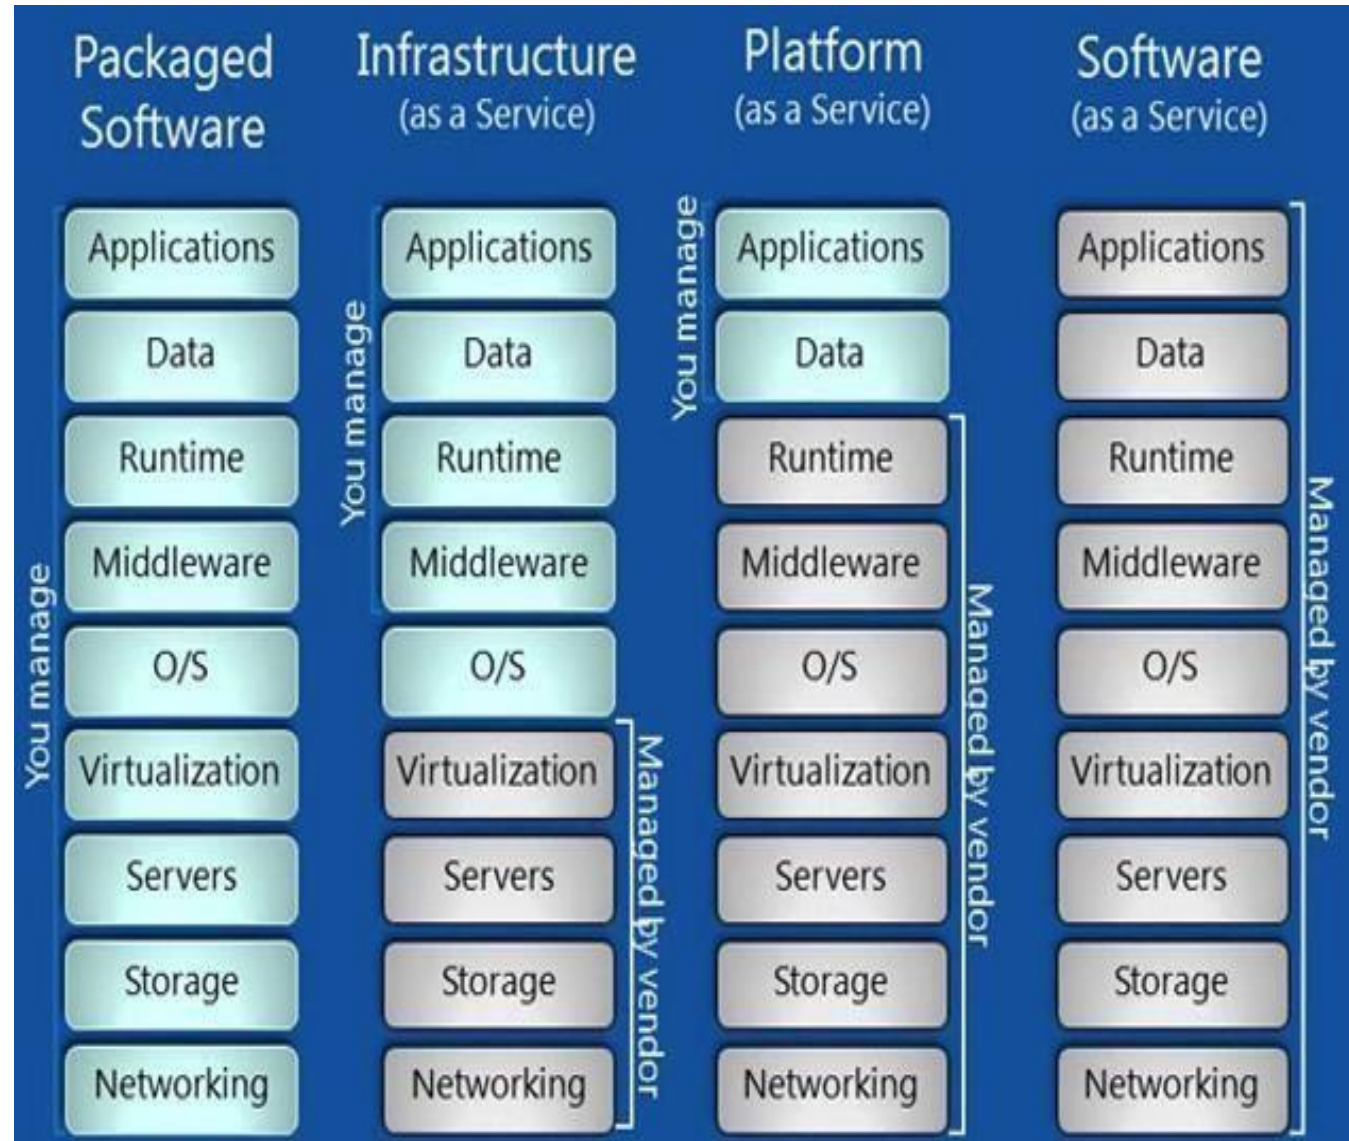 Packaged
Software
You manage
Applications
Data
Runtime
Middleware
O/S
Virtualization
Servers
Storage
Networking
Infrastructure
(as a Service)
You manage
Applications
Data
Runtime
Middleware
O/S
Virtualization
Servers
Storage
Networking
Managed by vendor
Platform
(as a Service)
You manage
Applications
Data
Runtime
Middleware
O/S
Virtualization
Servers
Storage
Networking
Managed by vendor
Software
(as a Service)
Applications
Data
Runtime
Middleware
O/S
Virtualization
Servers
Storage
Networking
Managed by vendor